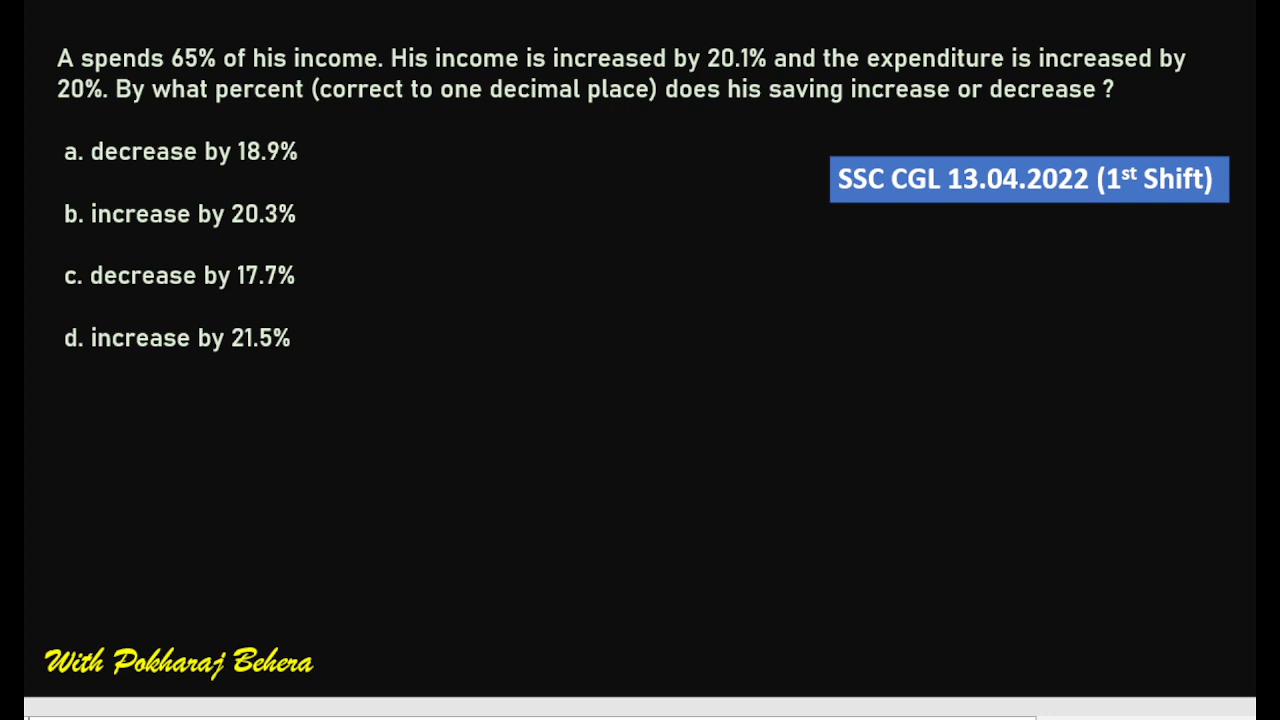 A spends 65% of his income. His income is increased by 20.1% and the expenditure is increased by
20%. By what percent (correct to one decimal place) does his saving increase or decrease ?
a. decrease by 18.9%
SSC CGL 13.04.2022 (1st Shift)
b. increase by 20.3%
c. decrease by 17.7%
d. increase by 21.5%
With Pokharaj Behera